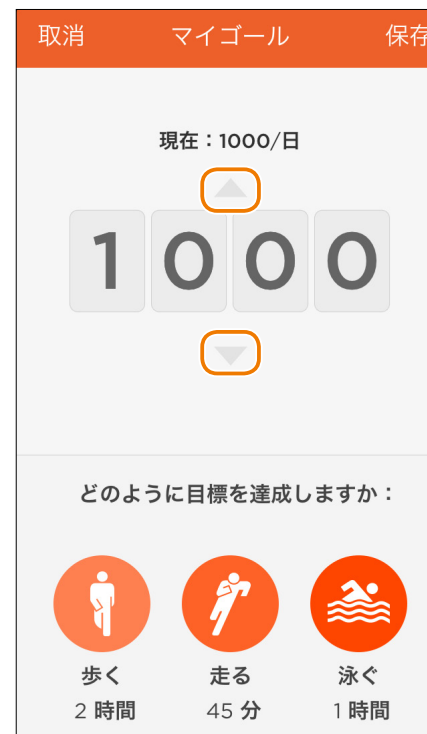 取消 マイゴール 保存
現在：1000/日
1000
どのように目標を達成しますか：
歩く 走る 泳ぐ
2 時間 45 分 1 時間